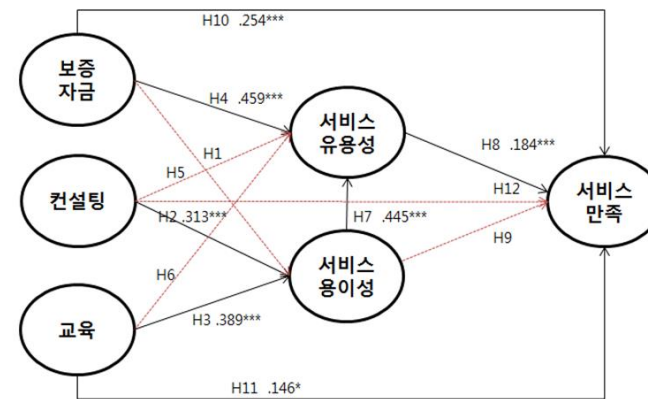 H10 .254***
보증
자금
H4 .459***
서비스
유용성
H1
H5
H8 .184***
컨설팅
H12
서비스
만족
H2 .313***
H7 .445***
H9
H6
서비스
용이성
교육
H3 .389***
H11 .146*